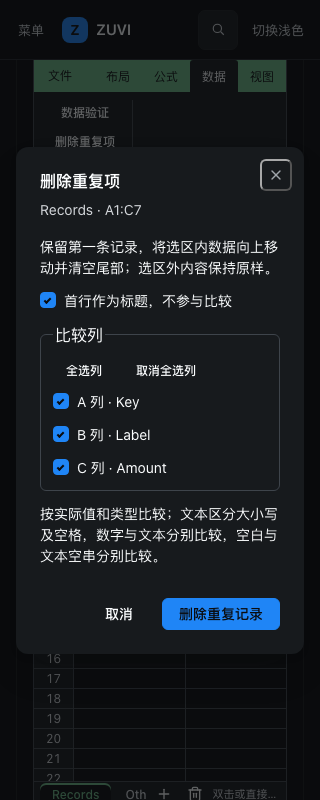 菜单 Z ZUVI 切换浅色
文件 布局 公式 数据 视图
数据验证
删除重复项
删除重复项
Records · A1:C7
保留第一条记录，将选区内数据向上移
动并清空尾部；选区外内容保持原样。
首行作为标题，不参与比较
比较列
全选列 取消全选列
A 列 · Key
B 列 · Label
C 列 · Amount
按实际值和类型比较；文本区分大小写
及空格，数字与文本分别比较，空白与
文本空串分别比较。
取消 删除重复记录
16
17
18
19
20
21
22
Records Oth 双击或直接...